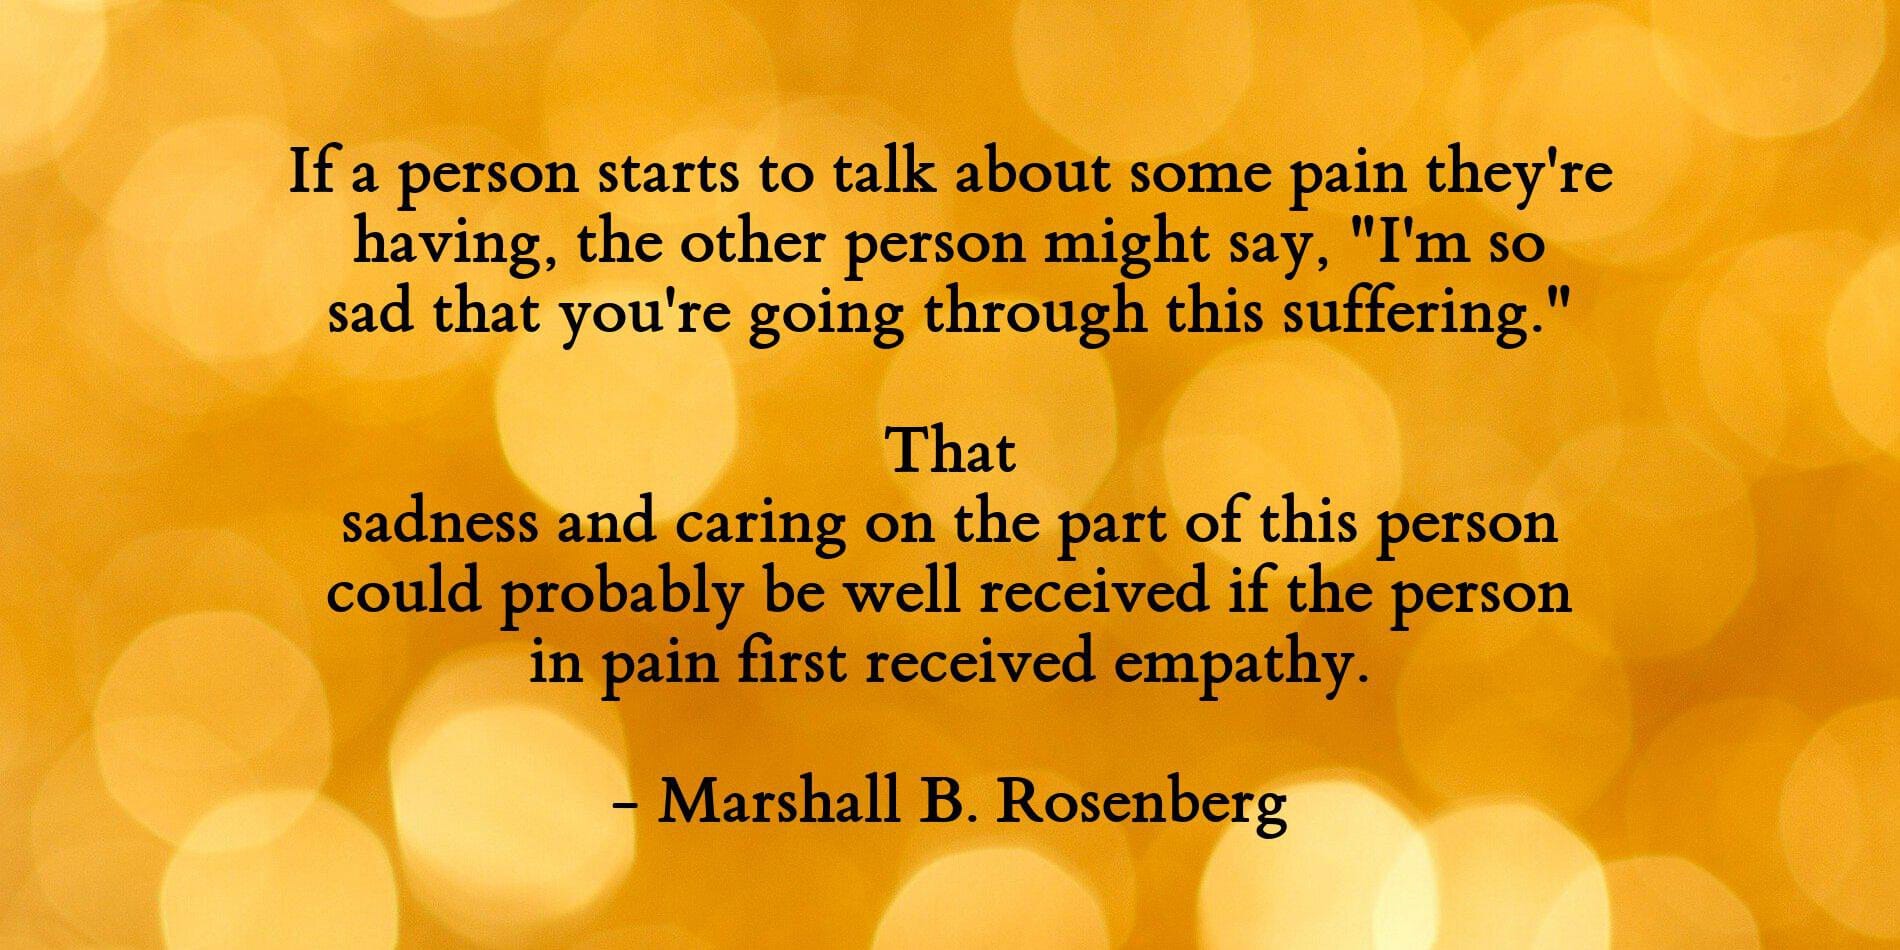 If a person starts to talk about some pain they're
having, the other person might say, "I'm so
sad that you're going through this suffering."
That
sadness and caring on the part of this person
could probably be well received if the person
in pain first received empathy.
- Marshall B. Rosenberg